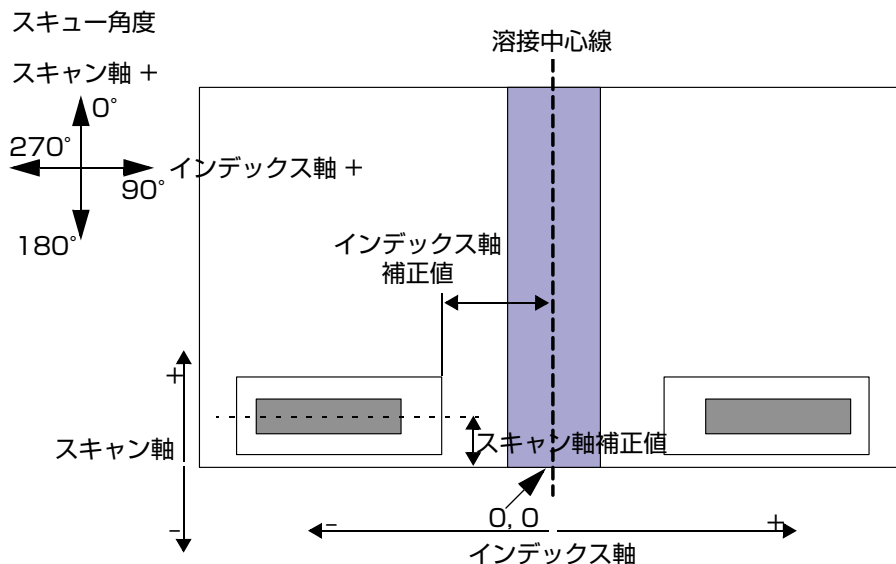 スキュー角度
溶接中心線
スキャン軸 +
0°
270°
インデックス軸 +
90°
180°
インデックス軸
補正値
+
スキャン軸
スキャン軸補正値
-
0, 0
-
+
インデックス軸